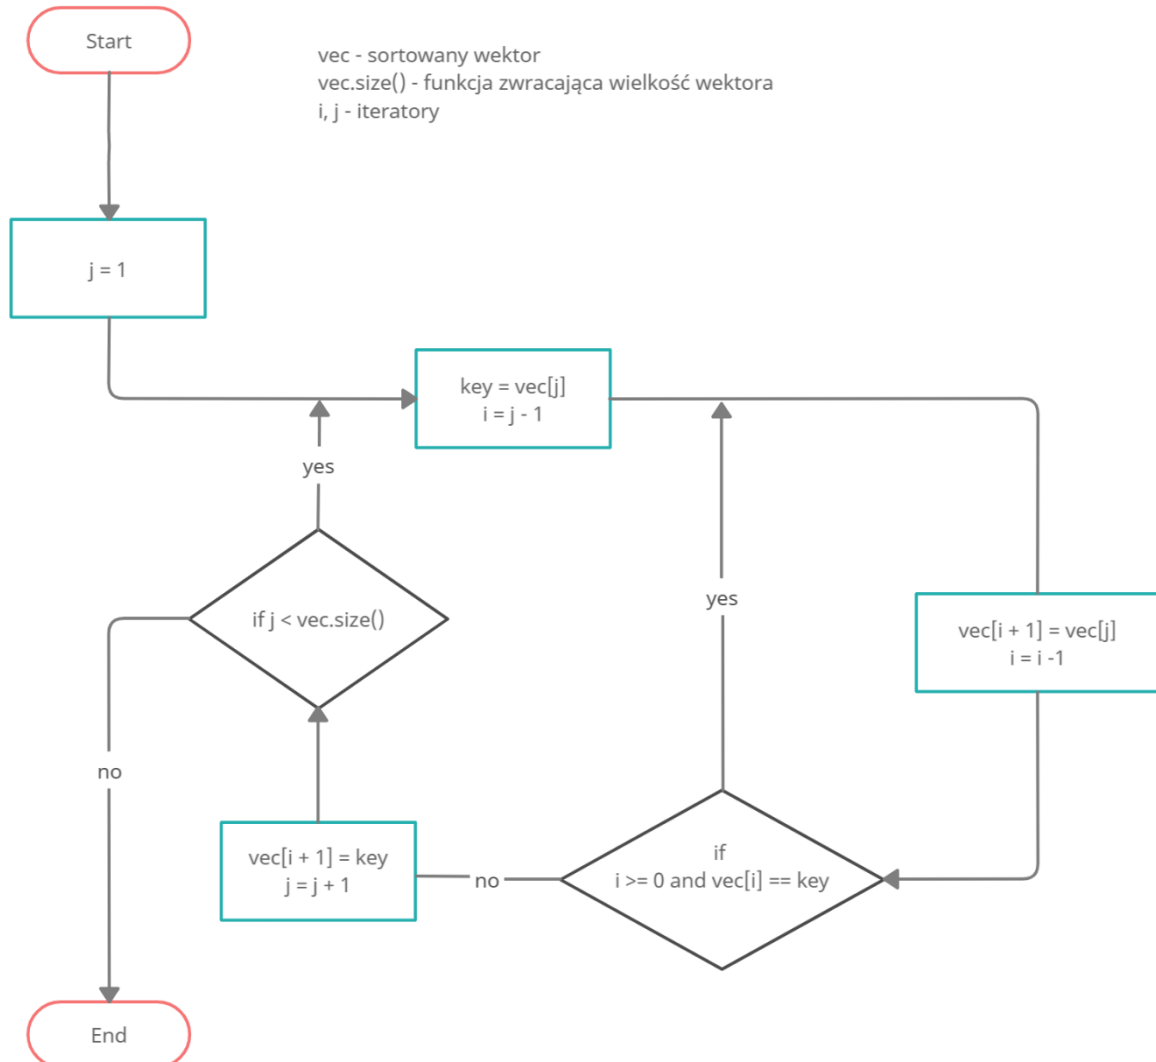 Start
vec - sortowany wektor
vec.size() - funkcja zwracająca wielkość wektora
i, j - iteratory
j = 1
key = vec[j]
i = j - 1
yes
if j < vec.size()
yes
vec[i + 1] = vec[j]
i = i -1
no
vec[i + 1] = key
j = j + 1
no
if
i >= 0 and vec[i] == key
End